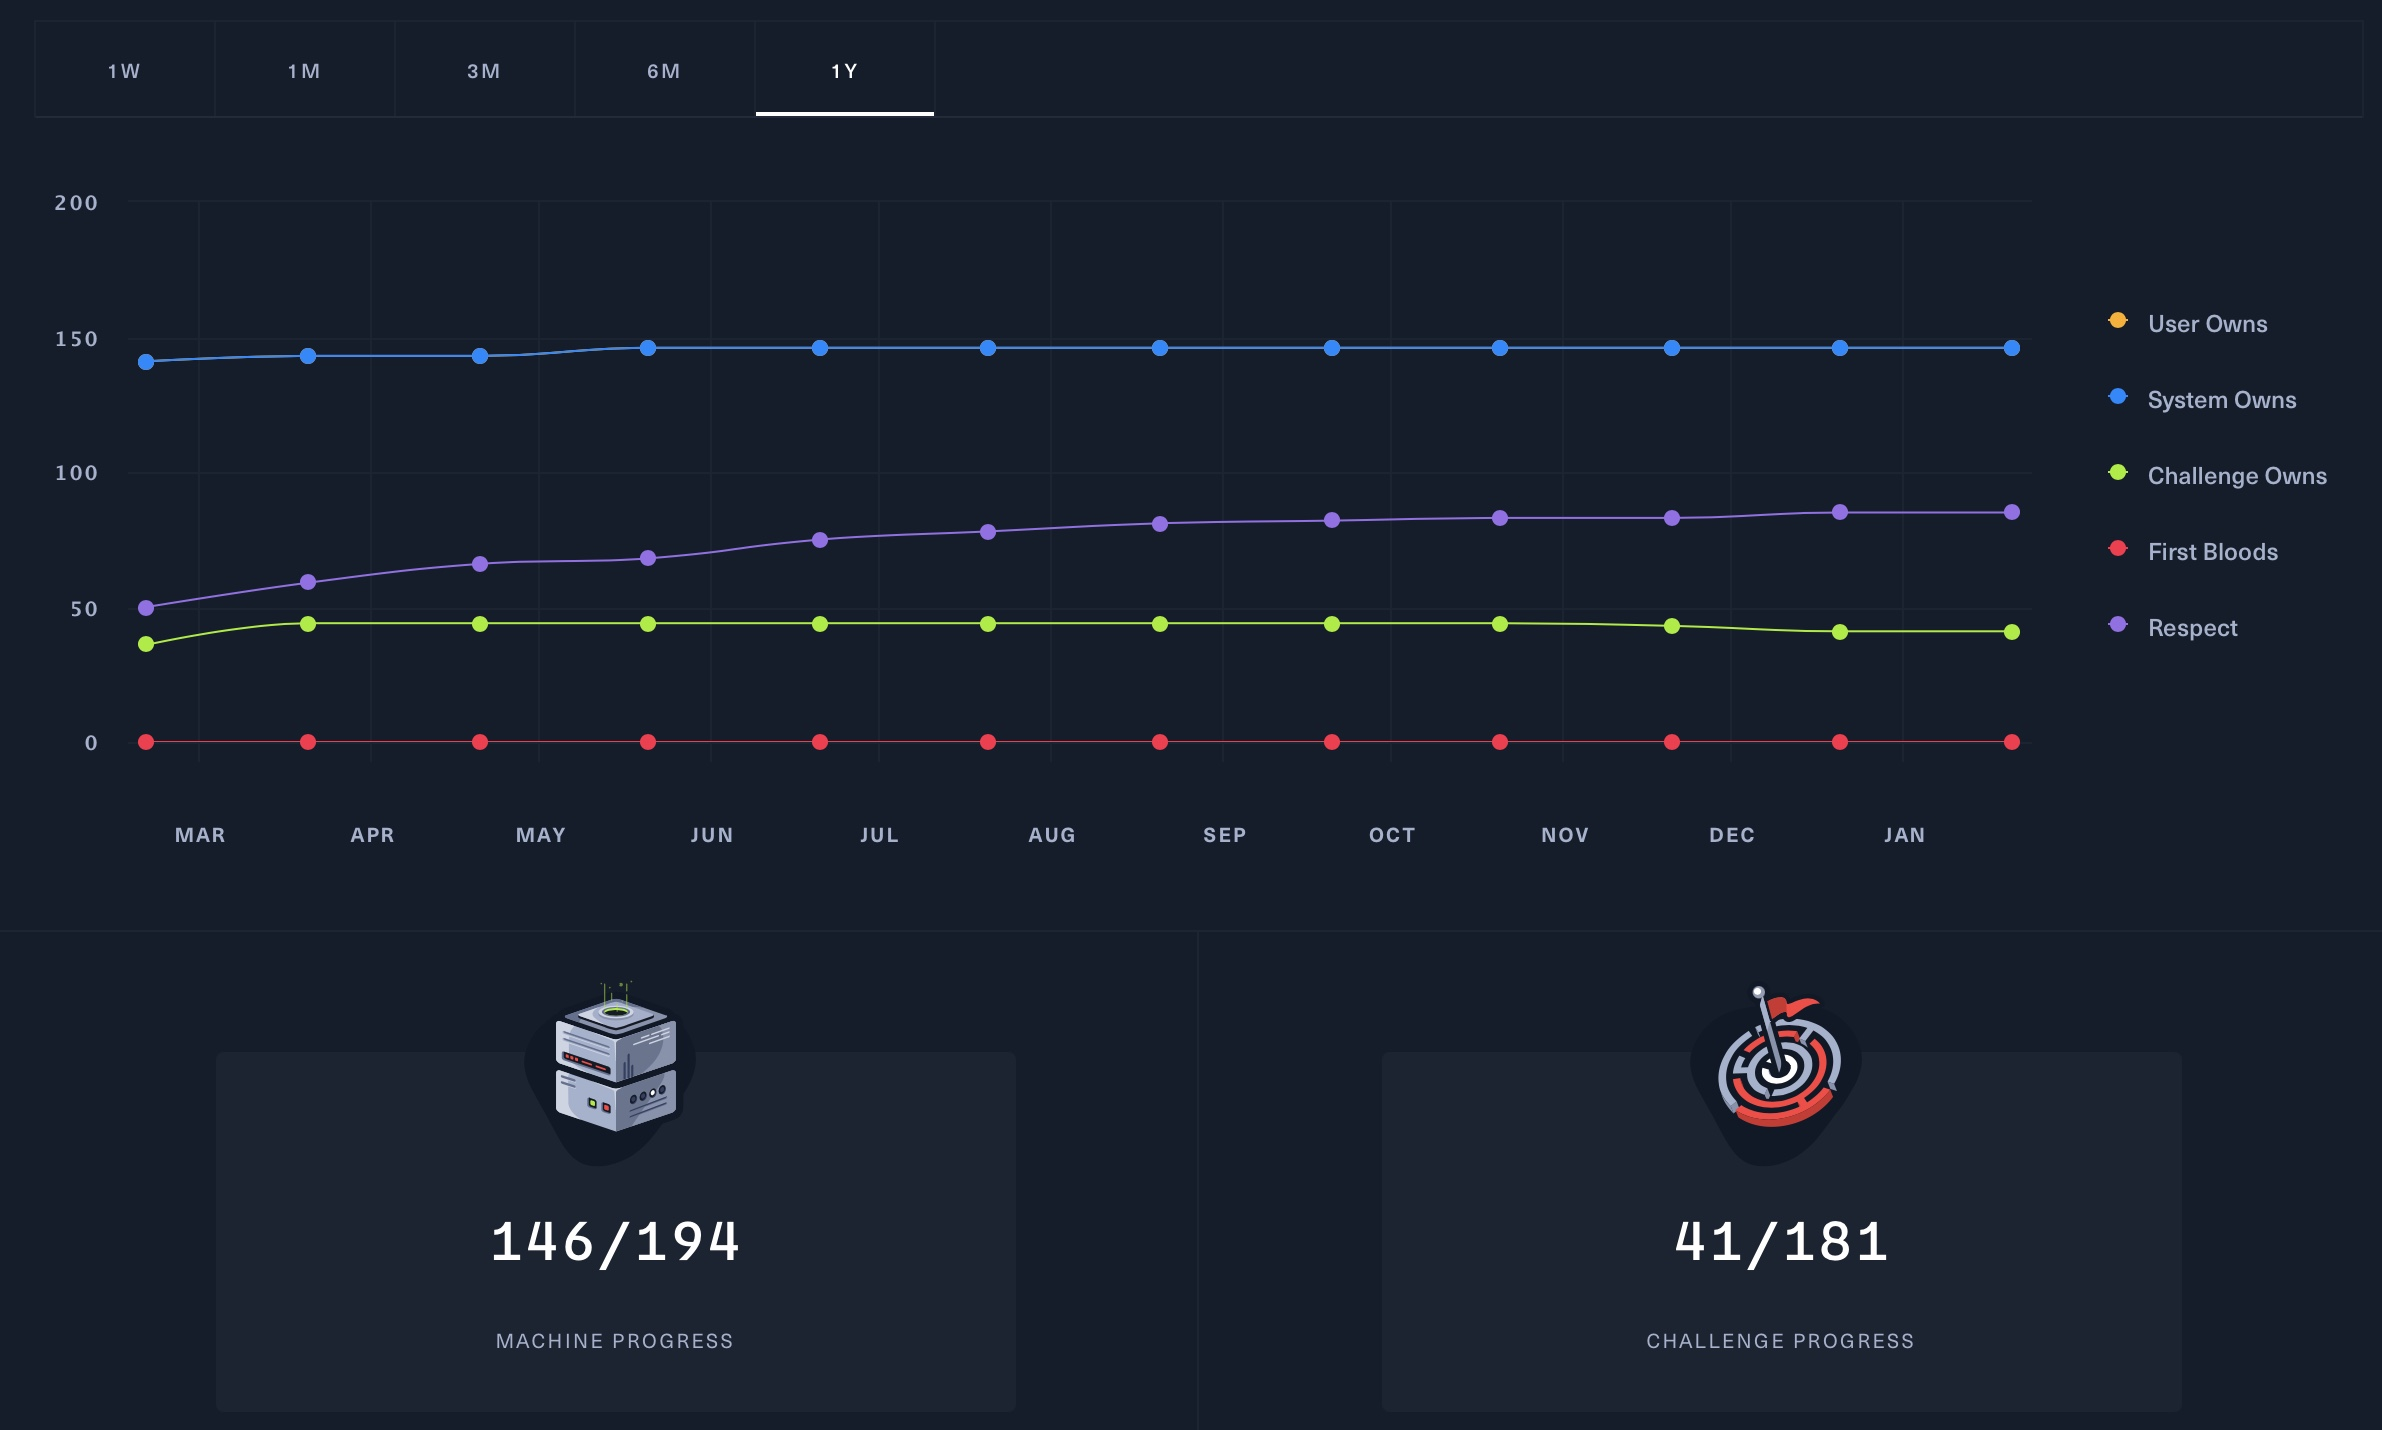 1W 1M 3M 6M 1Y
200
150
100
50
0
MAR APR MAY JUN JUL AUG SEP OCT NOV DEC JAN
User Owns
System Owns
Challenge Owns
First Bloods
Respect
146/194
MACHINE PROGRESS
41/181
CHALLENGE PROGRESS